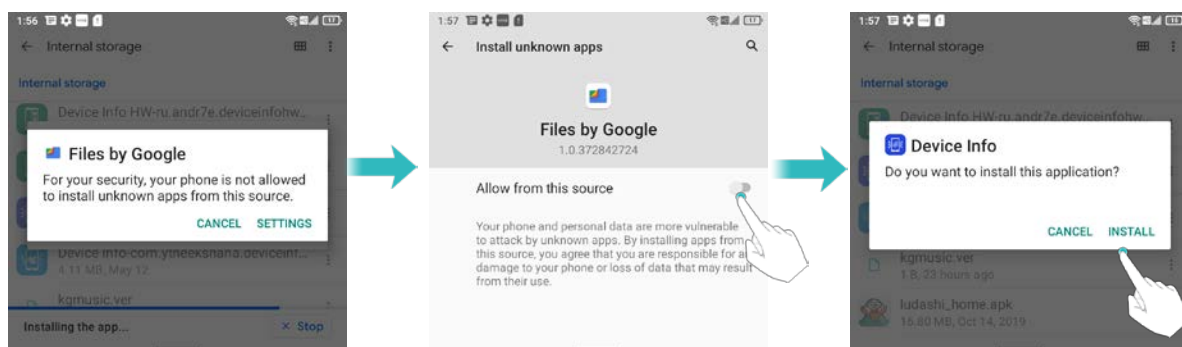 1:56
← Internal storage
Internal storage
Device Info HW-ru.andr7e.deviceinfohw..
Files by Google
For your security, your phone is not allowed
to install unknown apps from this source.
CANCEL SETTINGS
4.11 MB, May 12
kgmusic.ver
Installing the app... × Stop
1:57
← Install unknown apps
Files by Google
1.0.372842724
Allow from this source
Your phone and personal data are more vulnerable
to attack by unknown apps. By installing apps from
this source, you agree that you are responsible for a
damage to your phone or loss of data that may result
from their use.
1:57
← Internal storage
Internal storage
Device Info HW-ru.andr7e.deviceinfohw
Device Info
Do you want to install this application?
CANCEL INSTALL
kgmusic.ver
1 B, 23 hours ago
ludashi_home.apk
16.80 MB, Oct 14, 2019